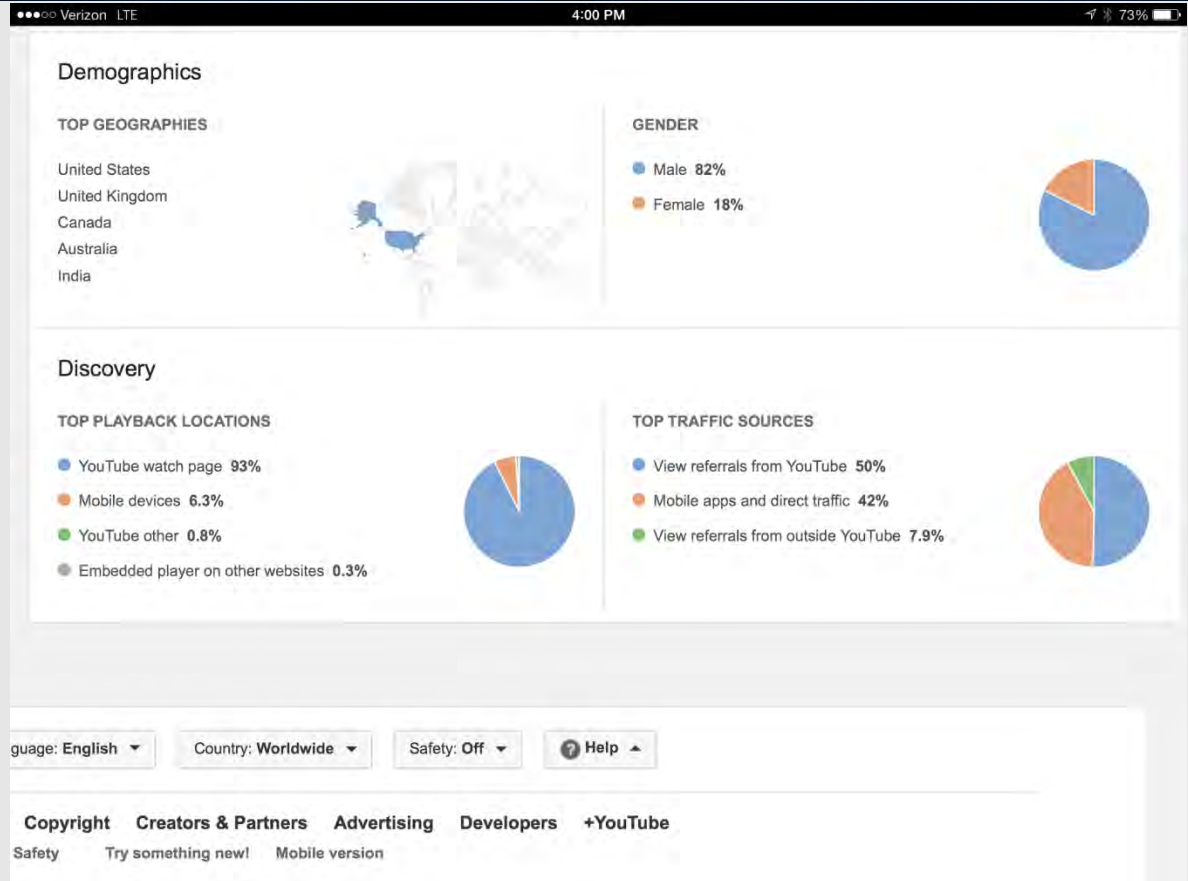 Verizon LTE 4:00 PM 73%
Demographics
TOP GEOGRAPHIES
United States
United Kingdom
Canada
Australia
India
GENDER
Male 82%
Female 18%
Discovery
TOP PLAYBACK LOCATIONS
YouTube watch page 93%
Mobile devices 6.3%
YouTube other 0.8%
Embedded player on other websites 0.3%
TOP TRAFFIC SOURCES
View referrals from YouTube 50%
Mobile apps and direct traffic 42%
View referrals from outside YouTube 7.9%
guage: English Country: Worldwide Safety: Off ? Help
Copyright Creators & Partners Advertising Developers +YouTube
Safety Try something new! Mobile version